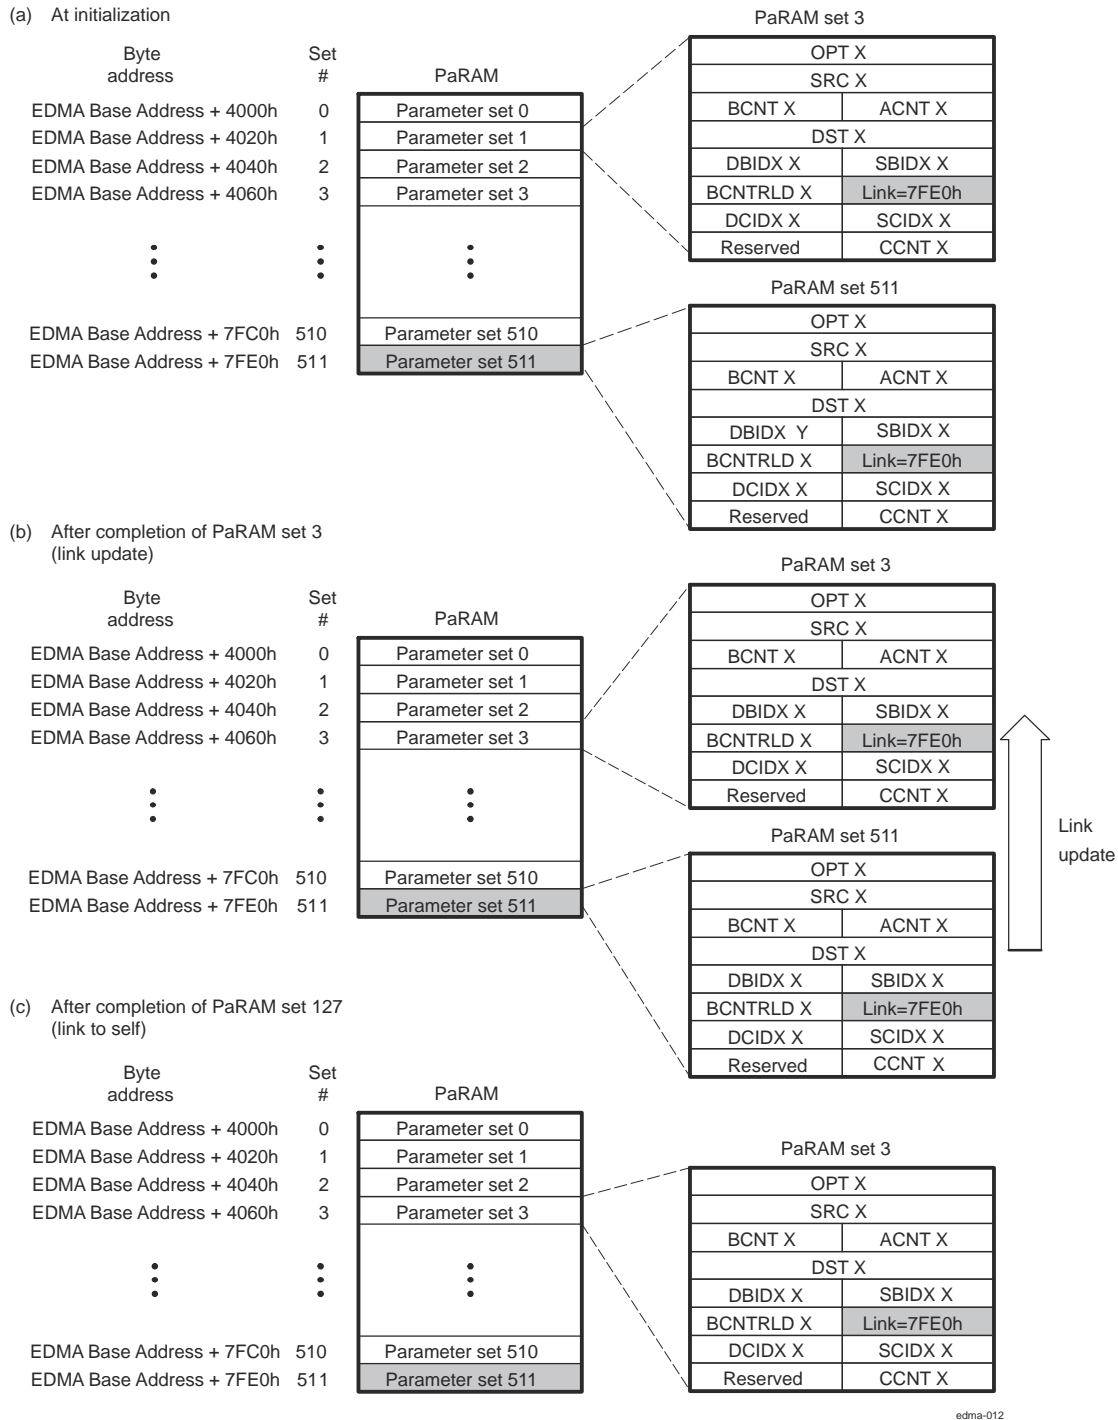 (a) At initialization
PaRAM set 3
Byte address Set # PaRAM
OPT X
SRC X
EDMA Base Address + 4000h 0 Parameter set 0
BCNT X ACNT X
EDMA Base Address + 4020h 1 Parameter set 1
DST X
EDMA Base Address + 4040h 2 Parameter set 2
DBIDX X SBIDX X
EDMA Base Address + 4060h 3 Parameter set 3
BCNTRLD X Link=7FE0h
DCIDX X SCIDX X
Reserved CCNT X
PaRAM set 511
OPT X
EDMA Base Address + 7FC0h 510 Parameter set 510
SRC X
EDMA Base Address + 7FE0h 511 Parameter set 511
BCNT X ACNT X
DST X
DBIDX Y SBIDX X
BCNTRLD X Link=7FE0h
DCIDX X SCIDX X
Reserved CCNT X
(b) After completion of PaRAM set 3
(link update)
PaRAM set 3
Byte address Set # PaRAM
OPT X
SRC X
EDMA Base Address + 4000h 0 Parameter set 0
BCNT X ACNT X
EDMA Base Address + 4020h 1 Parameter set 1
DST X
EDMA Base Address + 4040h 2 Parameter set 2
DBIDX X SBIDX X
EDMA Base Address + 4060h 3 Parameter set 3
BCNTRLD X Link=7FE0h
DCIDX X SCIDX X
Reserved CCNT X
Link
update
PaRAM set 511
OPT X
EDMA Base Address + 7FC0h 510 Parameter set 510
SRC X
EDMA Base Address + 7FE0h 511 Parameter set 511
BCNT X ACNT X
DST X
DBIDX X SBIDX X
BCNTRLD X Link=7FE0h
DCIDX X SCIDX X
Reserved CCNT X
(c) After completion of PaRAM set 127
(link to self)
Byte address Set # PaRAM
EDMA Base Address + 4000h 0 Parameter set 0
PaRAM set 3
EDMA Base Address + 4020h 1 Parameter set 1
OPT X
EDMA Base Address + 4040h 2 Parameter set 2
SRC X
EDMA Base Address + 4060h 3 Parameter set 3
BCNT X ACNT X
DST X
DBIDX X SBIDX X
BCNTRLD X Link=7FE0h
EDMA Base Address + 7FC0h 510 Parameter set 510
DCIDX X SCIDX X
EDMA Base Address + 7FE0h 511 Parameter set 511
Reserved CCNT X
edma-012